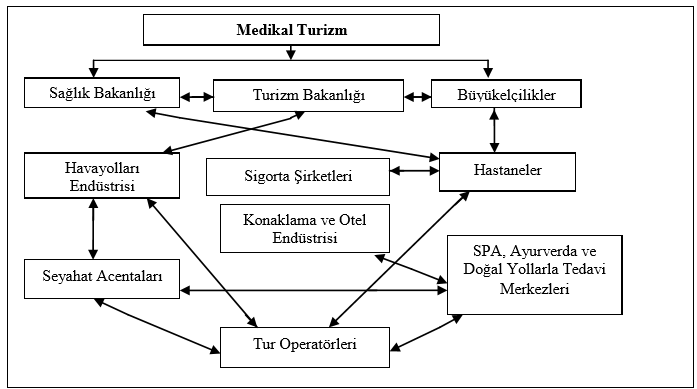 Medikal Turizm
Sağlık Bakanlığı
Turizm Bakanlığı
Büyükelçilikler
Havayolları
Endüstrisi
Sigorta Şirketleri
Hastaneler
Konaklama ve Otel
Endüstrisi
Seyahat Acentaları
SPA, Ayurverda ve
Doğal Yollarla Tedavi
Merkezleri
Tur Operatörleri